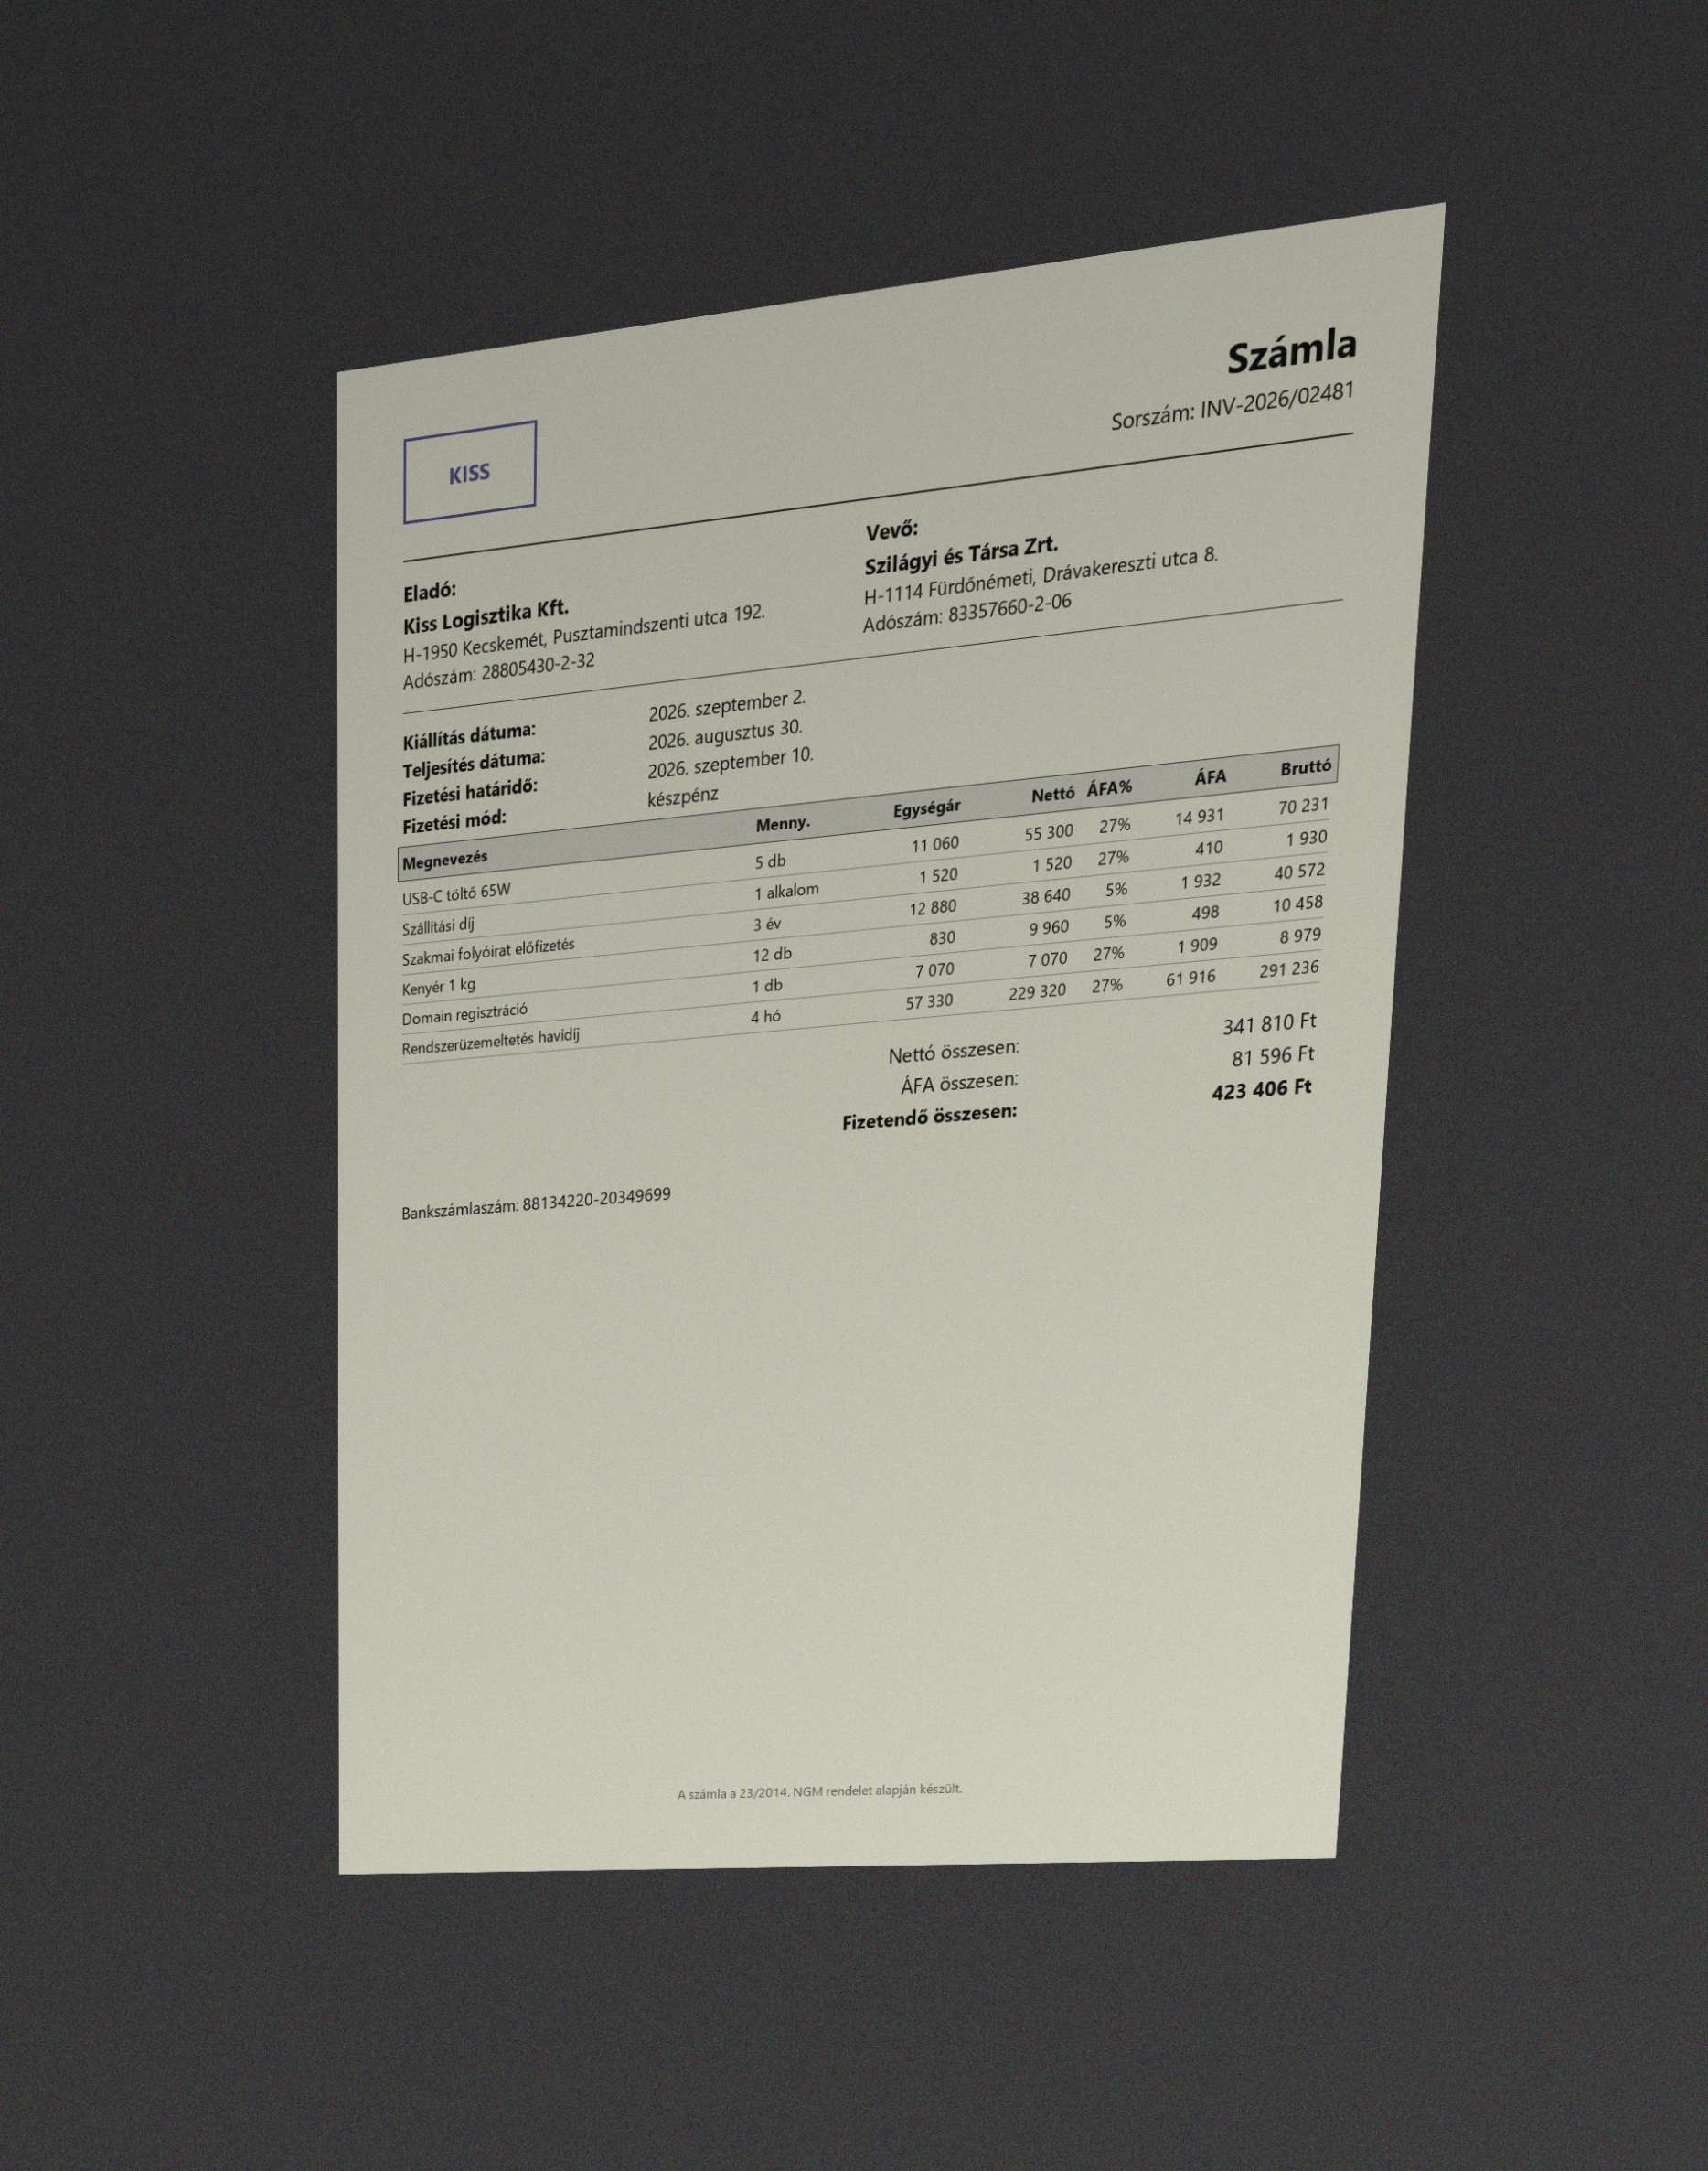 Számla
Sorszám: INV-2026/02481
KISS
Eladó:
Kiss Logisztika Kft.
H-1950 Kecskemét, Pusztamindszenti utca 192.
Adószám: 28805430-2-32
Vevő:
Szilágyi és Társa Zrt.
H-1114 Fürdőnémeti, Drávakereszti utca 8.
Adószám: 83357660-2-06
Kiállítás dátuma: 2026. szeptember 2.
Teljesítés dátuma: 2026. augusztus 30.
Fizetési határidő: 2026. szeptember 10.
Fizetési mód: készpénz
Megnevezés Menny. Egységár Nettó ÁFA% ÁFA Bruttó
USB-C töltő 65W 5 db 11 060 55 300 27% 14 931 70 231
Szállítási díj 1 alkalom 1 520 1 520 27% 410 1 930
Szakmai folyóirat előfizetés 3 év 12 880 38 640 5% 1 932 40 572
Kenyér 1 kg 12 db 830 9 960 5% 498 10 458
Domain regisztráció 1 db 7 070 7 070 27% 1 909 8 979
Rendszerüzemeltetés havidíj 4 hó 57 330 229 320 27% 61 916 291 236
Nettó összesen: 341 810 Ft
ÁFA összesen: 81 596 Ft
Fizetendő összesen: 423 406 Ft
Bankszámlaszám: 88134220-20349699
A számla a 23/2014. NGM rendelet alapján készült.